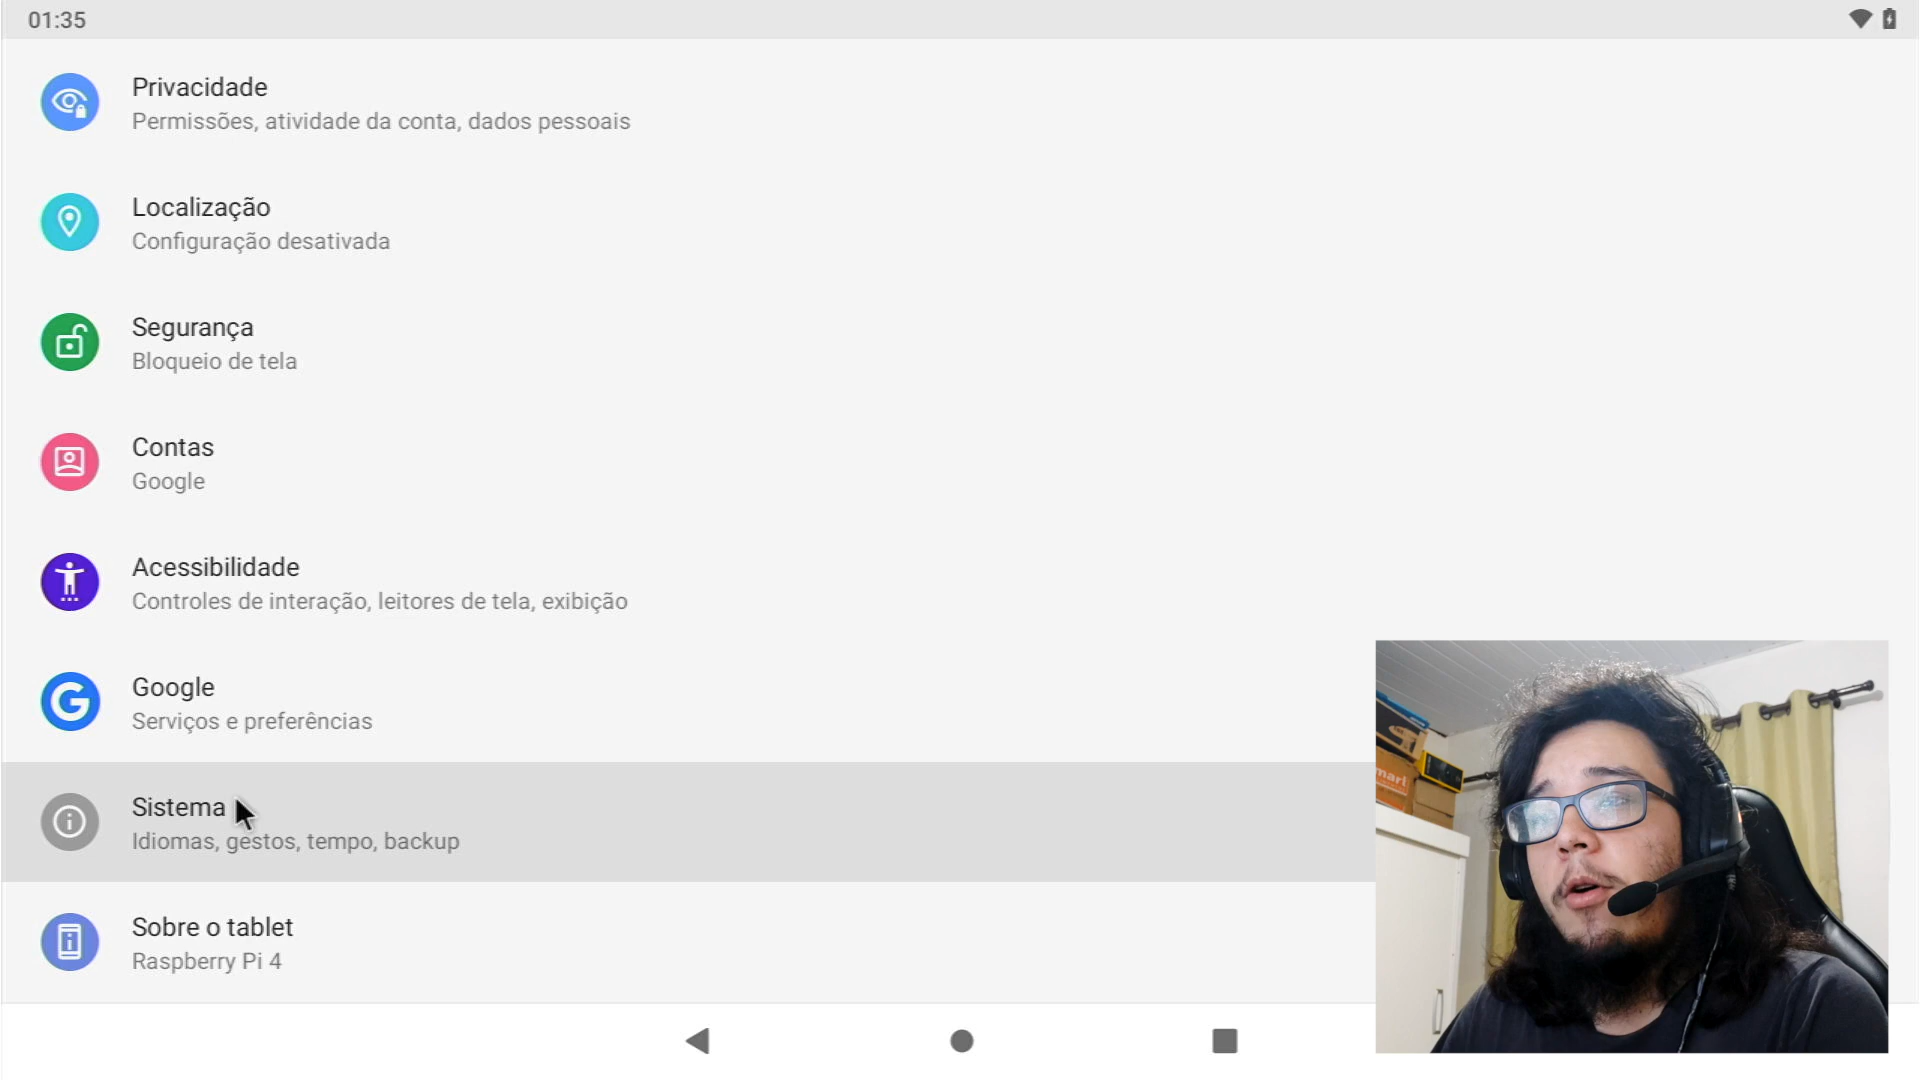 01:35
Privacidade
Permissões, atividade da conta, dados pessoais
Localização
Configuração desativada
Segurança
Bloqueio de tela
Contas
Google
Acessibilidade
Controles de interação, leitores de tela, exibição
Google
Serviços e preferências
Sistema
Idiomas, gestos, tempo, backup
Sobre o tablet
Raspberry Pi 4
mart